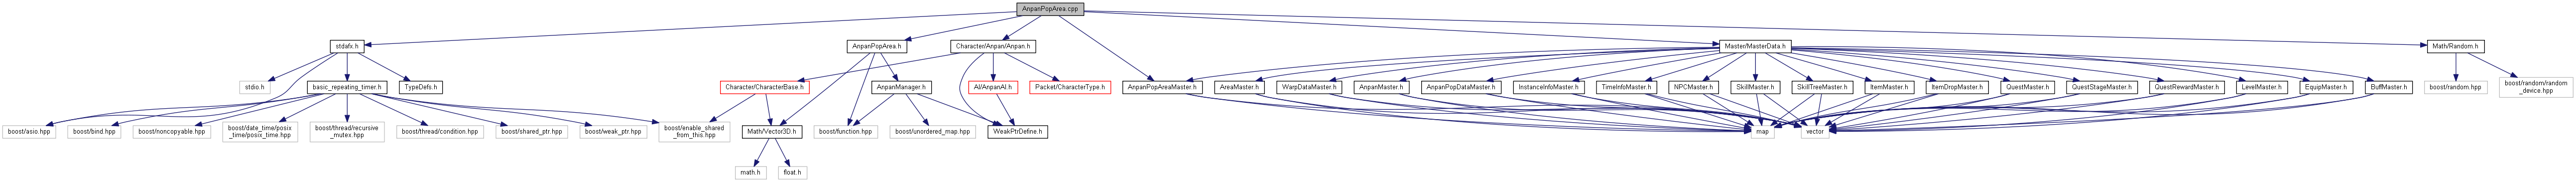 AnpanPopArea.cpp
stdafx.h
AnpanPopArea.h
Character/Anpan/Anpan.h
Master/MasterData.h
Math/Random.h
stdio.h
basic_repeating_timer.h
TypeDefs.h
Character/CharacterBase.h
AnpanManager.h
AI/AnpanAI.h
Packet/CharacterType.h
AnpanPopAreaMaster.h
AreaMaster.h
WarpDataMaster.h
AnpanMaster.h
AnpanPopDataMaster.h
InstanceInfoMaster.h
TimeInfoMaster.h
NPCMaster.h
SkillMaster.h
SkillTreeMaster.h
ItemMaster.h
ItemDropMaster.h
QuestMaster.h
QuestStageMaster.h
QuestRewardMaster.h
LevelMaster.h
EquipMaster.h
BuffMaster.h
boost/random.hpp
boost/random/random
_device.hpp
boost/asio.hpp
boost/bind.hpp
boost/noncopyable.hpp
boost/date_time/posix
_time/posix_time.hpp
boost/thread/recursive
_mutex.hpp
boost/thread/condition.hpp
boost/shared_ptr.hpp
boost/weak_ptr.hpp
boost/enable_shared
_from_this.hpp
Math/Vector3D.h
boost/function.hpp
boost/unordered_map.hpp
WeakPtrDefine.h
map
vector
math.h
float.h